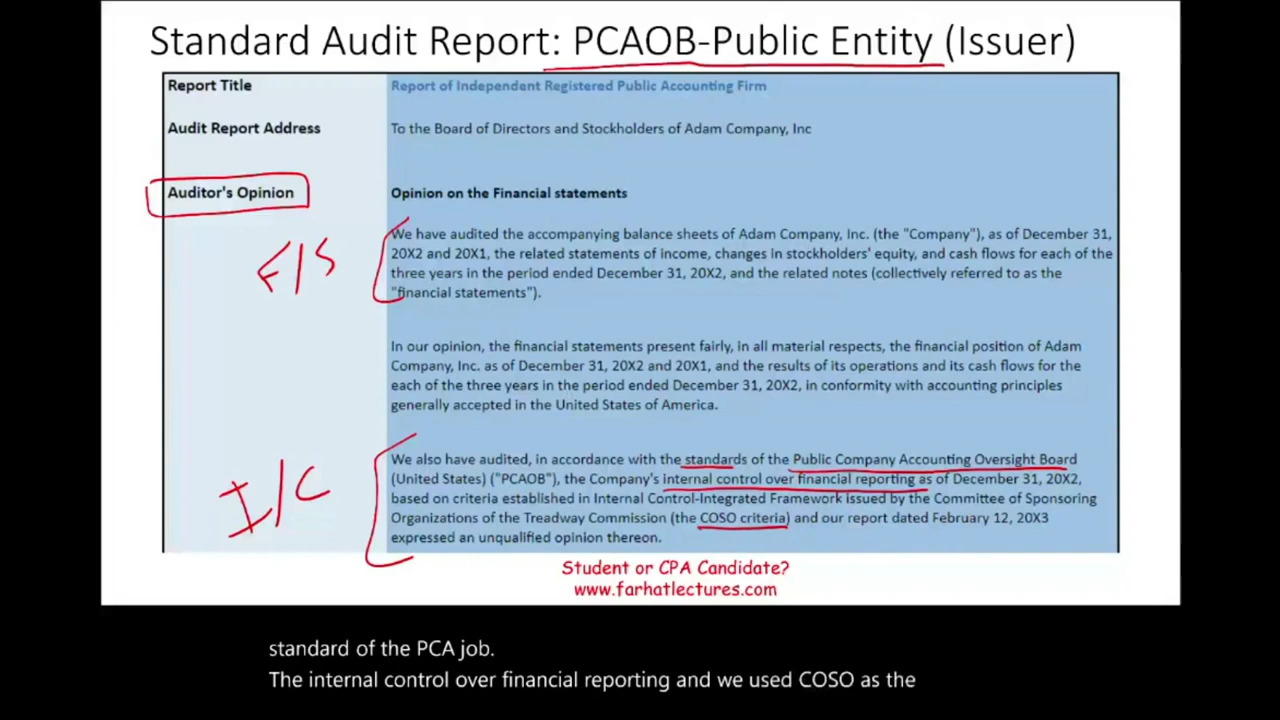 Standard Audit Report: PCAOB-Public Entity (Issuer)
Report Title
Report of Independent Registered Public Accounting Firm
Audit Report Address
To the Board of Directors and Stockholders of Adam Company, Inc
Auditor's Opinion
Opinion on the Financial statements
We have audited the accompanying balance sheets of Adam Company, Inc. (the "Company"), as of December 31,
20X2 and 20X1, the related statements of income, changes in stockholders' equity, and cash flows for each of the
three years in the period ended December 31, 20X2, and the related notes (collectively referred to as the
"financial statements").
F/S
In our opinion, the financial statements present fairly, in all material respects, the financial position of Adam
Company, Inc. as of December 31, 20X2 and 20X1, and the results of its operations and its cash flows for the
each of the three years in the period ended December 31, 20X2, in conformity with accounting principles
generally accepted in the United States of America.
We also have audited, in accordance with the standards of the Public Company Accounting Oversight Board
(United States) ("PCAOB"), the Company's internal control over financial reporting as of December 31, 20X2,
based on criteria established in Internal Control-Integrated Framework issued by the Committee of Sponsoring
Organizations of the Treadway Commission (the COSO criteria) and our report dated February 12, 20X3
expressed an unqualified opinion thereon.
I/C
Student or CPA Candidate?
www.farhatlectures.com
standard of the PCA job.
The internal control over financial reporting and we used COSO as the